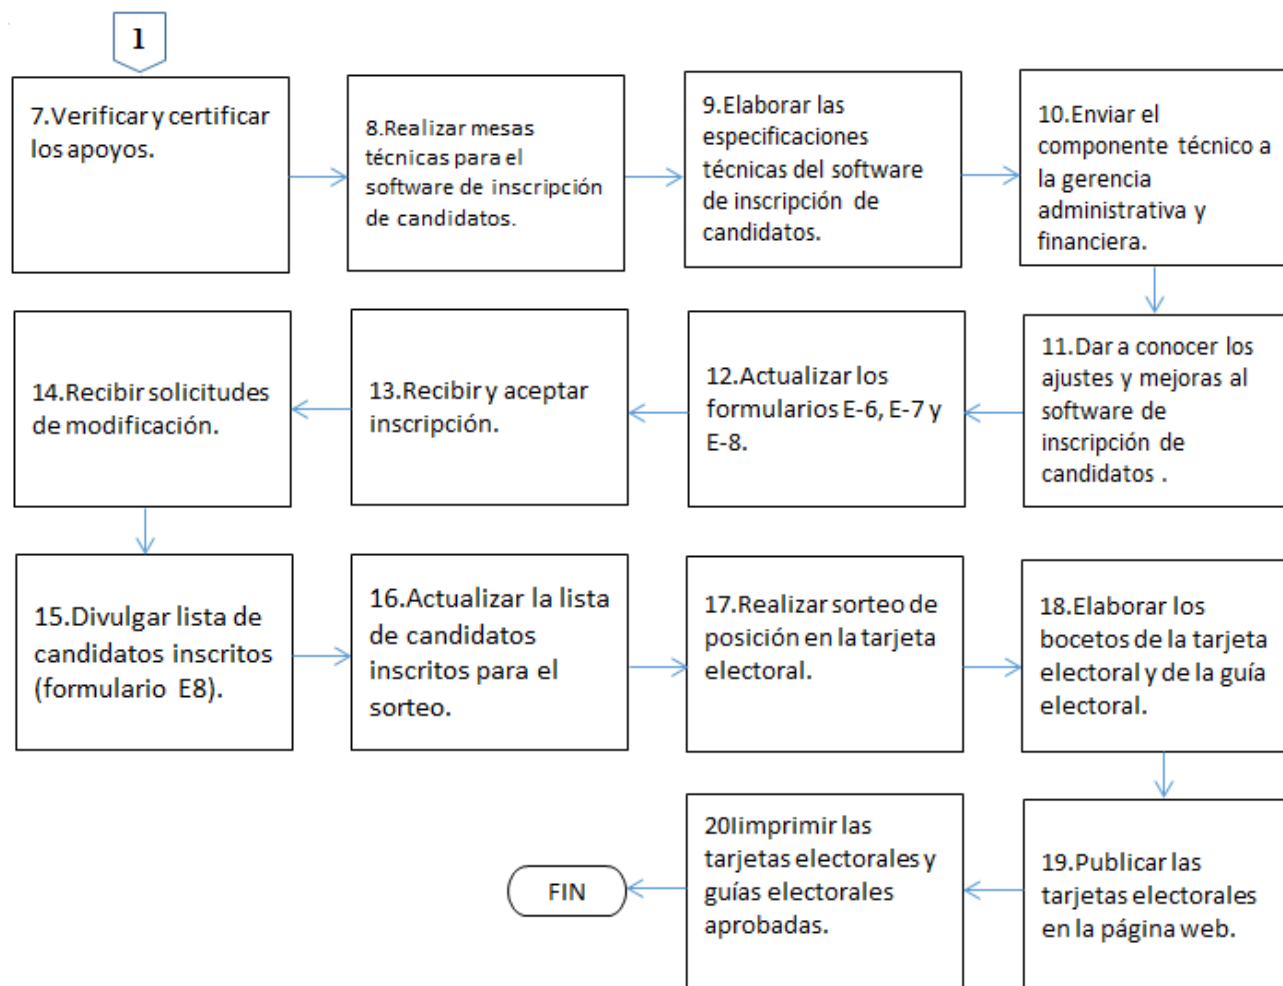 1
7.Verificar y certificar
los apoyos.
8.Realizar mesas
técnicas para el
software de inscripción
de candidatos.
9.Elaborar las
especificaciones
técnicas del software
de inscripción de
candidatos.
10.Enviar el
componente técnico a
la gerencia
administrativa y
financiera.
11.Dar a conocer los
ajustes y mejoras al
software de
inscripción de
candidatos .
12.Actualizar los
formularios E-6, E-7 y
E-8.
13.Recibir y aceptar
inscripción.
14.Recibir solicitudes
de modificación.
15.Divulgar lista de
candidatos inscritos
(formulario E8).
16.Actualizar la lista
de candidatos
inscritos para el
sorteo.
17.Realizar sorteo de
posición en la tarjeta
electoral.
18.Elaborar los
bocetos de la tarjeta
electoral y de la guía
electoral.
19.Publicar las
tarjetas electorales
en la página web.
20Iimprimir las
tarjetas electorales y
guías electorales
aprobadas.
FIN